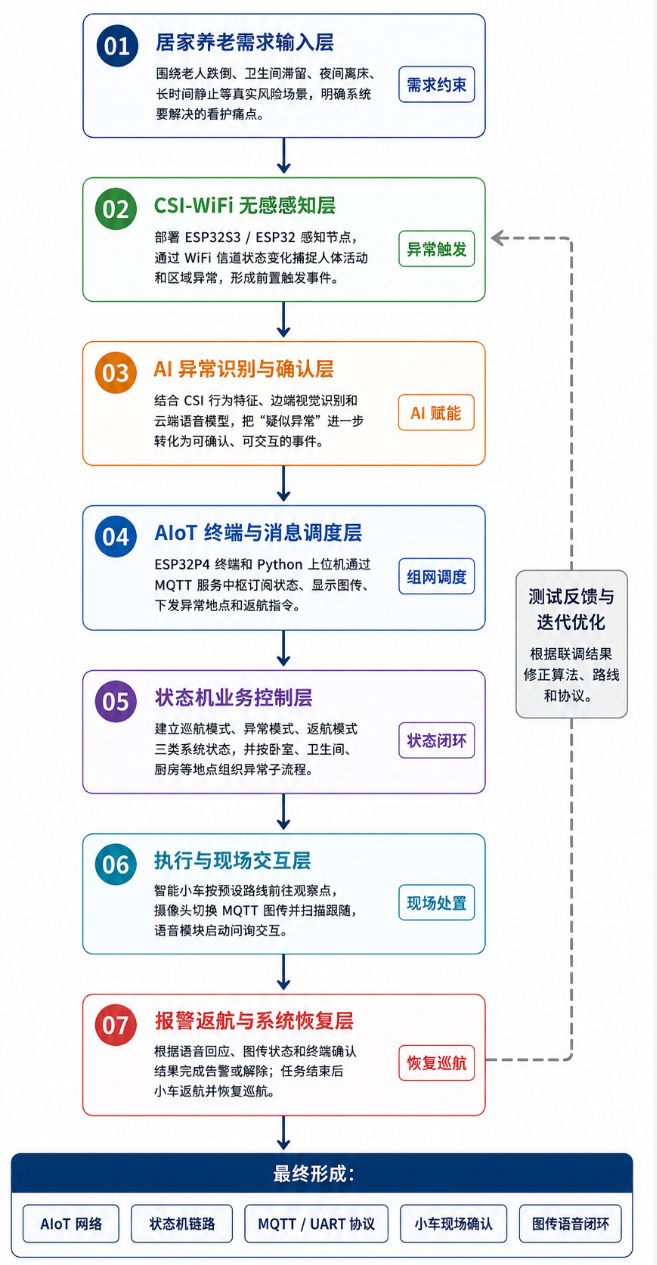 01
居家养老需求输入层
围绕老人跌倒、卫生间滞留、夜间离床、
长时间静止等真实风险场景，明确系统
要解决的看护痛点。
需求约束
02
CSI-WiFi 无感感知层
部署 ESP32S3 / ESP32 感知节点，
通过 WiFi 信道状态变化捕捉人体活动
和区域异常，形成前置触发事件。
异常触发
03
AI 异常识别与确认层
结合 CSI 行为特征、边端视觉识别和
云端语音模型，把“疑似异常”进一步
转化为可确认、可交互的事件。
AI 赋能
04
AIoT 终端与消息调度层
ESP32P4 终端和 Python 上位机通过
MQTT 服务中枢订阅状态、显示图传、
下发异常地点和返航指令。
组网调度
测试反馈与
迭代优化
根据联调结果
修正算法、路线
和协议。
05
状态机业务控制层
建立巡航模式、异常模式、返航模式
三类系统状态，并按卧室、卫生间、
厨房等地点组织异常子流程。
状态闭环
06
执行与现场交互层
智能小车按预设路线前往观察点，
摄像头切换 MQTT 图传并扫描跟随，
语音模块启动问询交互。
现场处置
07
报警返航与系统恢复层
根据语音回应、图传状态和终端确认
结果完成告警或解除；任务结束后
小车返航并恢复巡航。
恢复巡航
最终形成：
AIoT 网络
状态机链路
MQTT / UART 协议
小车现场确认
图传语音闭环